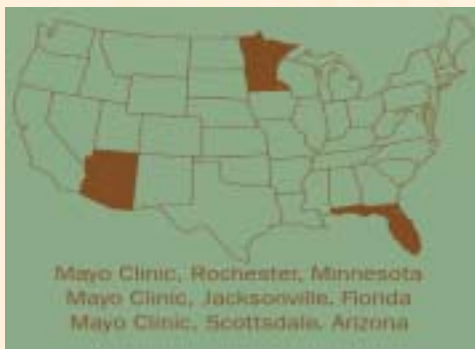 Mayo Clinic, Rochester, Minnesota
Mayo Clinic, Jacksonville, Florida
Mayo Clinic, Scottsdale, Arizona